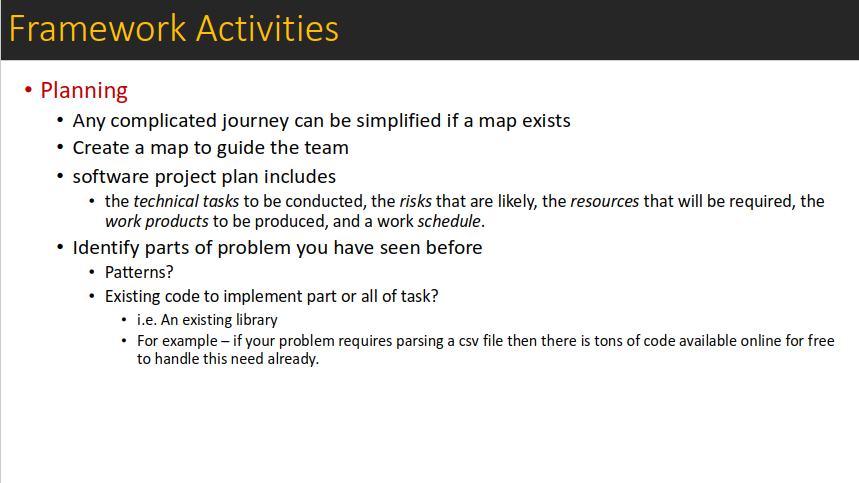 Framework Activities
• Planning
• Any complicated journey can be simplified if a map exists
• Create a map to guide the team
• software project plan includes
• the technical tasks to be conducted, the risks that are likely, the resources that will be required, the
work products to be produced, and a work schedule.
• Identify parts of problem you have seen before
• Patterns?
• Existing code to implement part or all of task?
• i.e. An existing library
• For example – if your problem requires parsing a csv file then there is tons of code available online for free
to handle this need already.